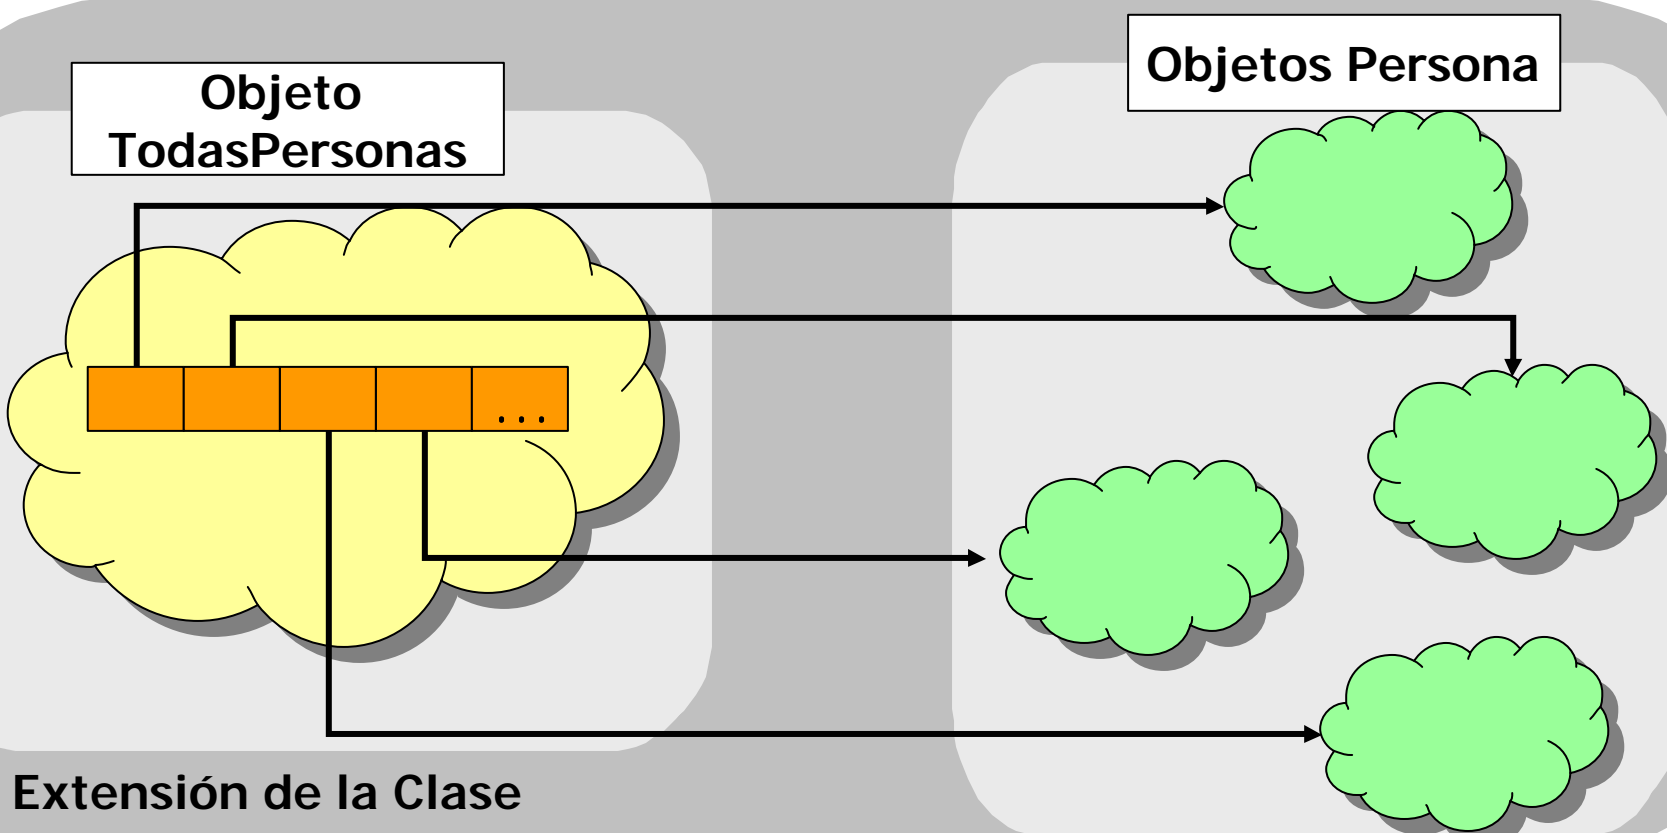 Objeto
TodasPersonas
Objetos Persona
...
Extensión de la Clase